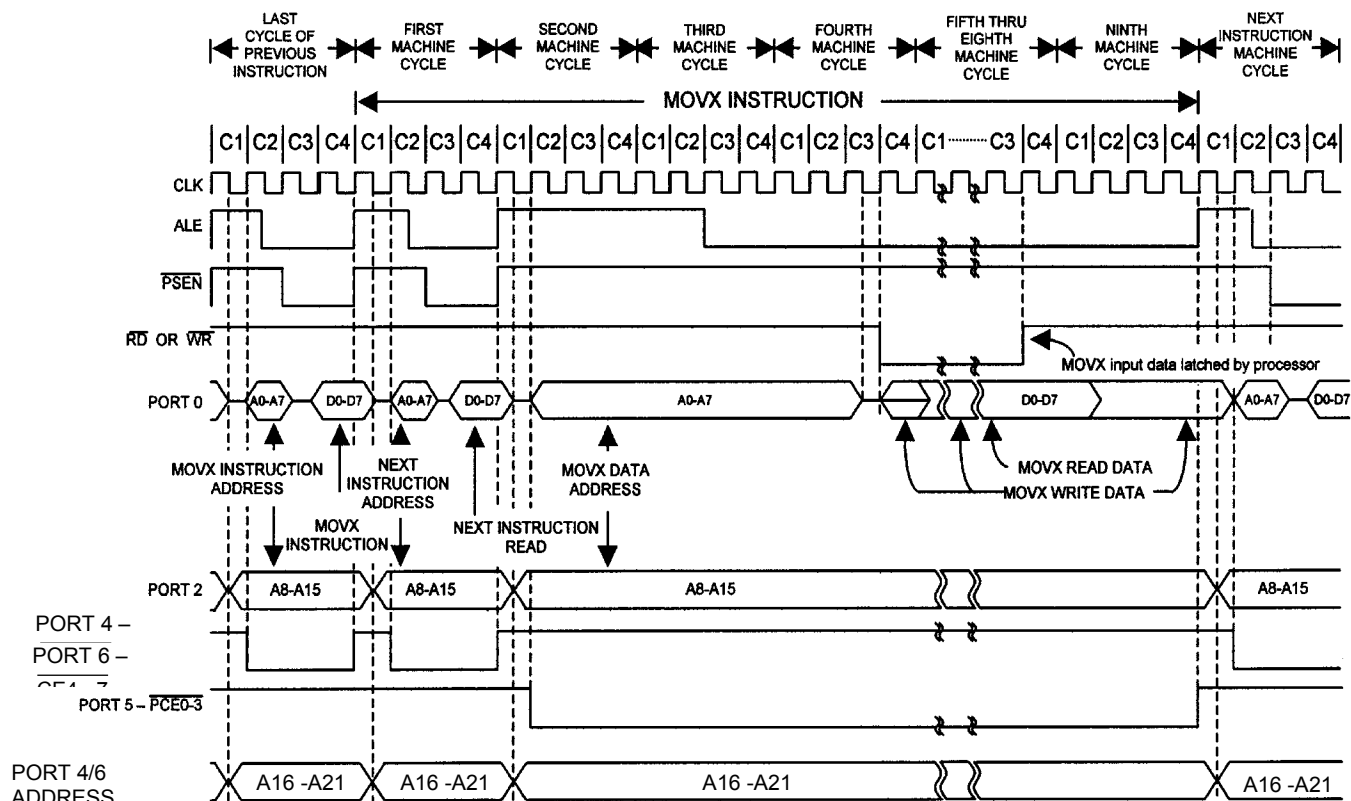 LAST
CYCLE OF
PREVIOUS
INSTRUCTION
FIRST
MACHINE
CYCLE
SECOND
MACHINE
CYCLE
THIRD
MACHINE
CYCLE
FOURTH
MACHINE
CYCLE
FIFTH THRU
EIGHTH
MACHINE
CYCLE
NINTH
MACHINE
CYCLE
NEXT
INSTRUCTION
MACHINE
CYCLE
MOVX INSTRUCTION
C1 C2 C3 C4 C1 C2 C3 C4 C1 C2 C3 C4 C1 C2 C3 C4 C1 C2 C3 C4 C1 ........ C3 C4 C1 C2 C3 C4 C1 C2 C3 C4
CLK
ALE
PSEN
RD OR WR
MOVX input data latched by processor
PORT 0 A0-A7 D0-D7 A0-A7 D0-D7 A0-A7 D0-D7 A0-A7 D0-D7
MOVX INSTRUCTION
ADDRESS
NEXT
INSTRUCTION
ADDRESS
MOVX DATA
ADDRESS
MOVX READ DATA
MOVX WRITE DATA
MOVX
INSTRUCTION
NEXT INSTRUCTION
READ
PORT 2 A8-A15 A8-A15 A8-A15 A8-A15
PORT 4 –
PORT 6 –
PORT 5 – PCE0-3
PORT 4/6 A16 -A21 A16 -A21 A16 -A21 A16 -A21
ADDRESS